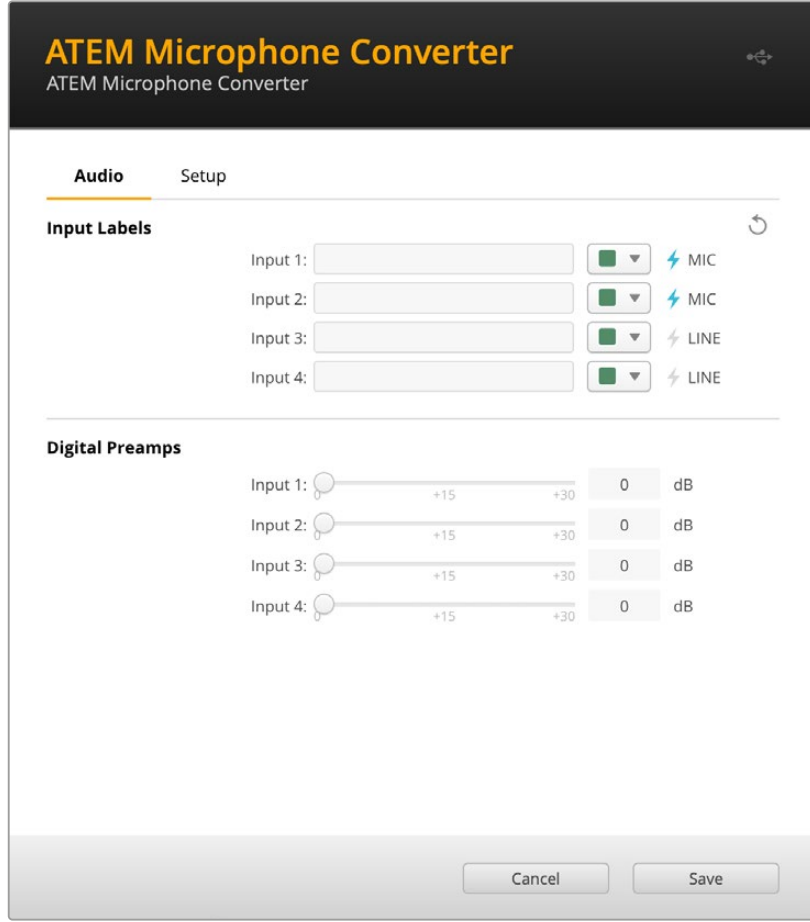 ATEM Microphone Converter
ATEM Microphone Converter
Audio Setup
Input Labels
Input 1: MIC
Input 2: MIC
Input 3: LINE
Input 4: LINE
Digital Preamps
Input 1: 0 dB
0 +15 +30
Input 2: 0 dB
0 +15 +30
Input 3: 0 dB
0 +15 +30
Input 4: 0 dB
0 +15 +30
Cancel Save